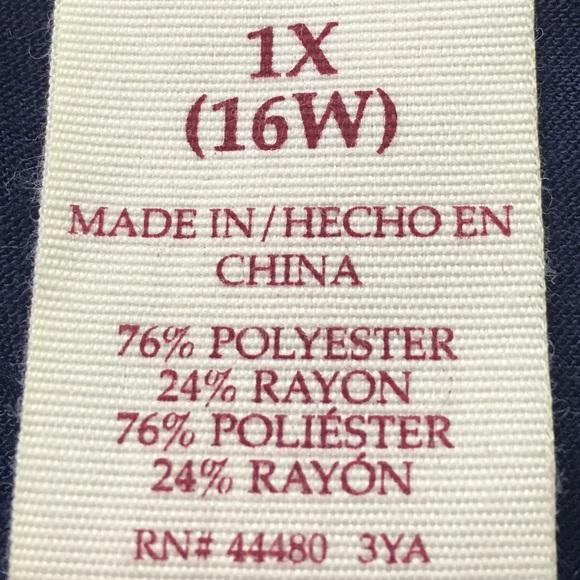 1X
(16W)
MADE IN/HECHO EN
CHINA
76% POLYESTER
24% RAYON
76% POLIÉSTER
24% RAYÓN
RN# 44480 3YA